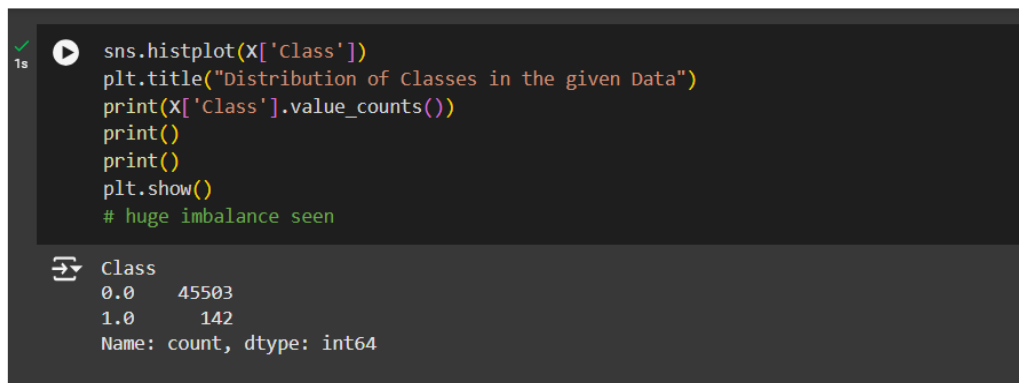 1s
sns.histplot(X['Class'])
plt.title("Distribution of Classes in the given Data")
print(X['Class'].value_counts())
print()
print()
plt.show()
# huge imbalance seen
Class
0.0    45503
1.0      142
Name: count, dtype: int64